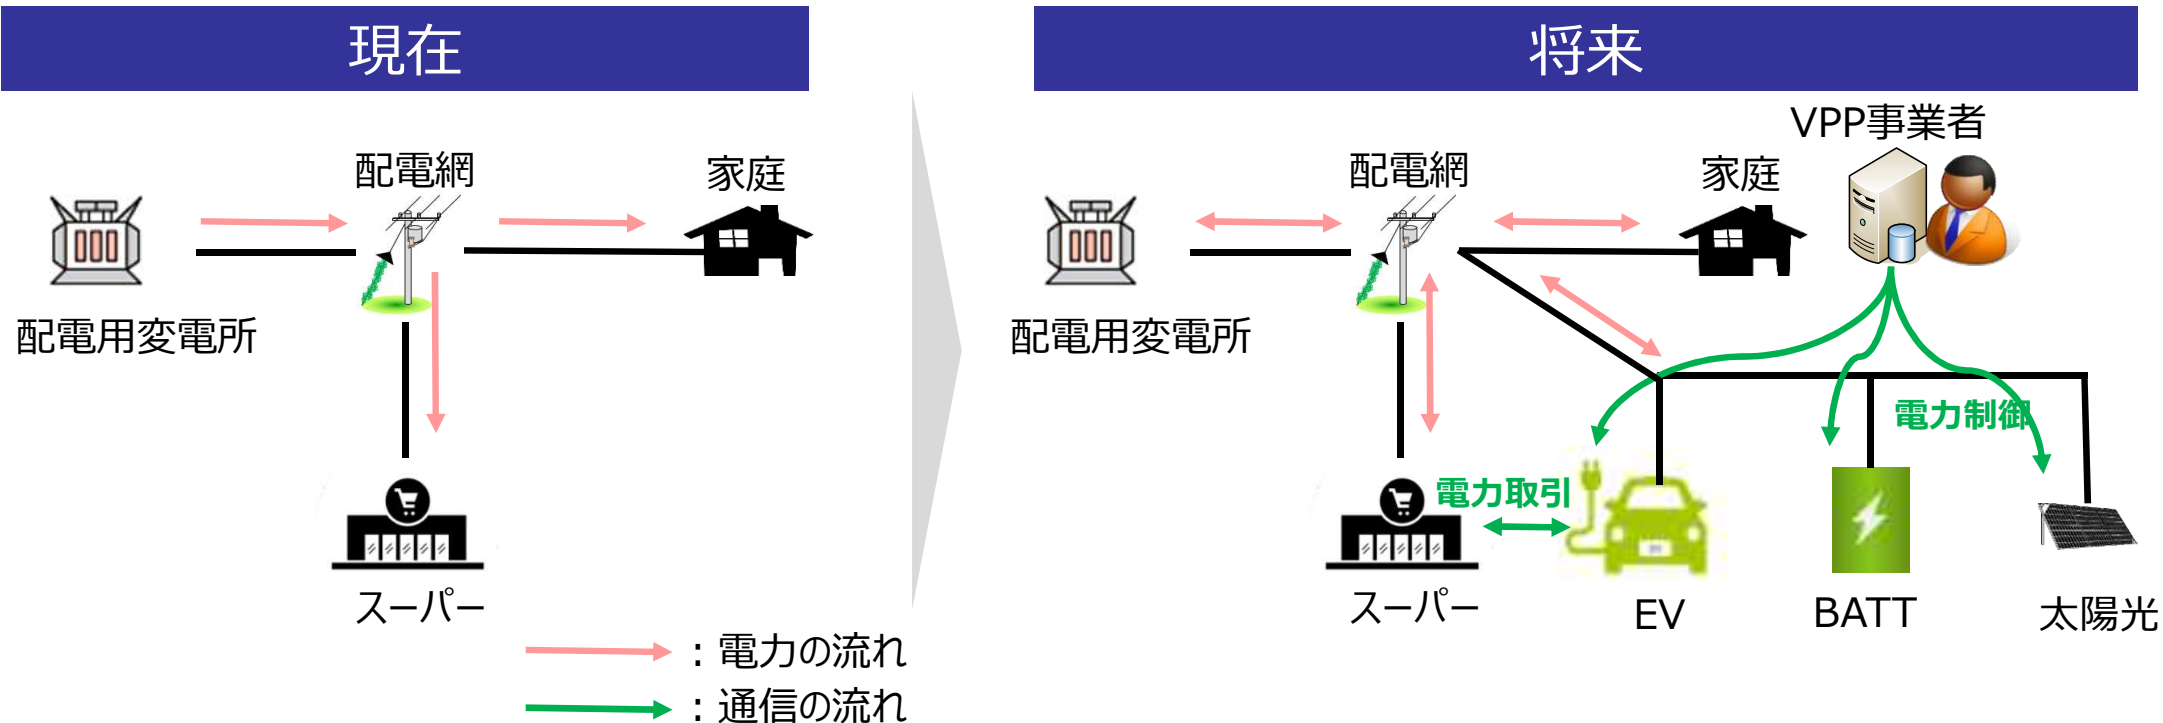 現在
配電網
家庭
配電用変電所
スーパー
：電力の流れ
：通信の流れ
将来
VPP事業者
配電網
家庭
配電用変電所
電力制御
電力取引
スーパー
EV
BATT
太陽光